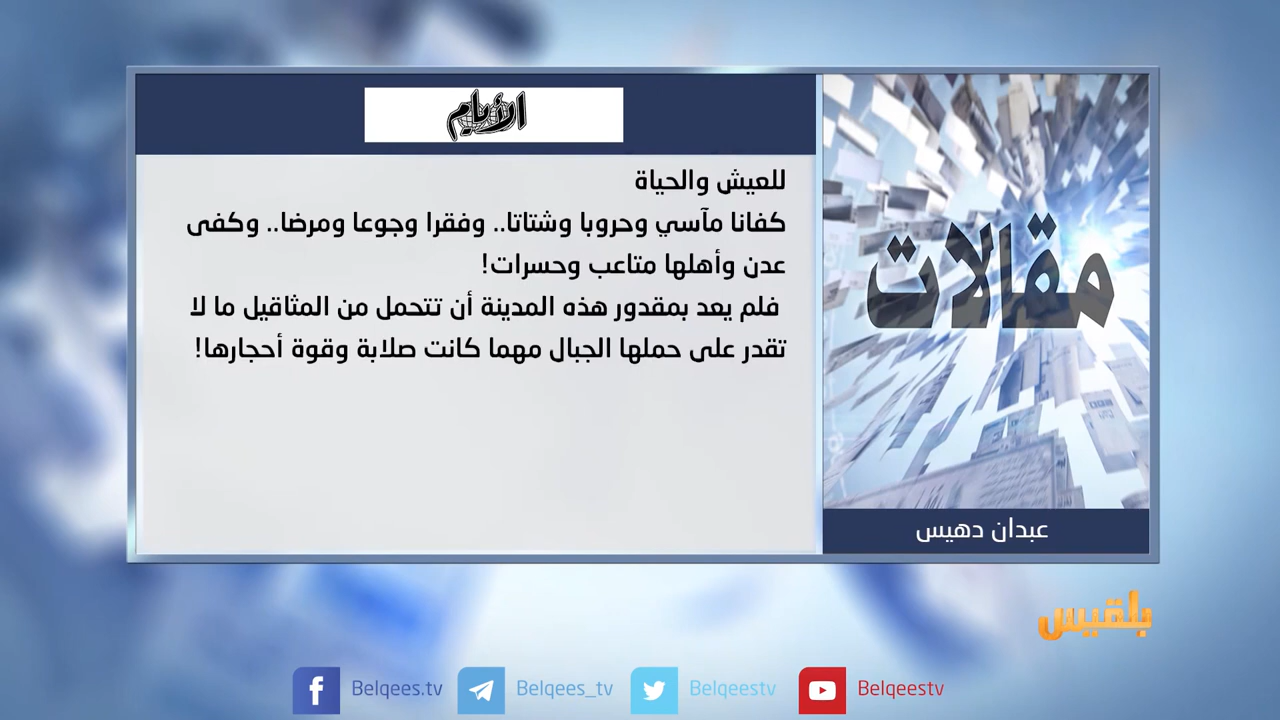 الأيام
للعيش والحياة
كفانا مآسي وحروبا وشتاتا.. وفقرا وجوعا ومرضا.. وكفى
عدن وأهلها متاعب وحسرات!
فلم يعد بمقدور هذه المدينة أن تتحمل من المثاقيل ما لا
تقدر على حملها الجبال مهما كانت صلابة وقوة أحجارها!
مقالات
عبدان دهيس
بلقيس
Belqees.tv
Belqees_tv
Belqeestv
Belqeestv